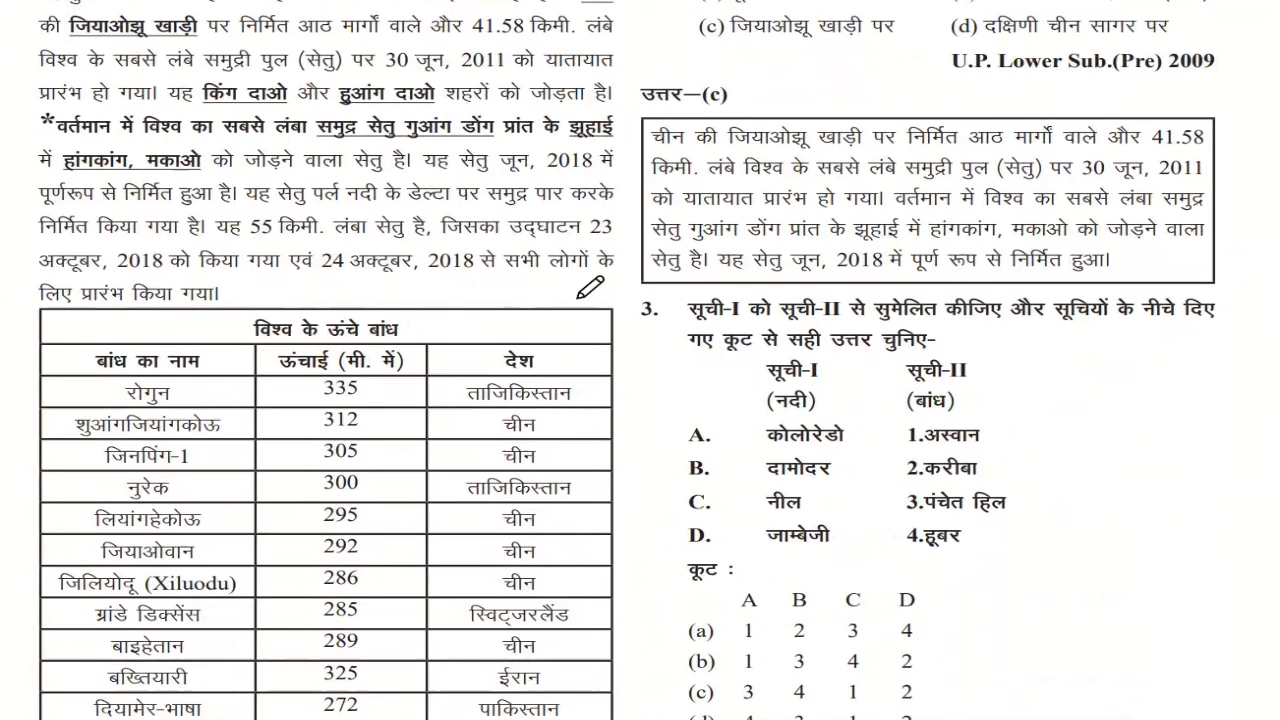 की जियाओझू खाड़ी पर निर्मित आठ मार्गों वाले और 41.58 किमी. लंबे
विश्व के सबसे लंबे समुद्री पुल (सेतु) पर 30 जून, 2011 को यातायात
प्रारंभ हो गया। यह किंग दाओ और हुआंग दाओ शहरों को जोड़ता है।
*वर्तमान में विश्व का सबसे लंबा समुद्र सेतु गुआंग डोंग प्रांत के झूहाई
में हांगकांग, मकाओ को जोड़ने वाला सेतु है। यह सेतु जून, 2018 में
पूर्णरूप से निर्मित हुआ है। यह सेतु पर्ल नदी के डेल्टा पर समुद्र पार करके
निर्मित किया गया है। यह 55 किमी. लंबा सेतु है, जिसका उद्घाटन 23
अक्टूबर, 2018 को किया गया एवं 24 अक्टूबर, 2018 से सभी लोगों के
लिए प्रारंभ किया गया।
विश्व के ऊंचे बांध
बांध का नाम ऊंचाई (मी. में) देश
रोगुन 335 ताजिकिस्तान
शुआंगजियांगकोऊ 312 चीन
जिनपिंग-1 305 चीन
नुरेक 300 ताजिकिस्तान
लियांगहेकोऊ 295 चीन
जियाओवान 292 चीन
जिलियोदू (Xiluodu) 286 चीन
ग्रांडे डिक्सेंस 285 स्विट्जरलैंड
बाइहेतान 289 चीन
बख्तियारी 325 ईरान
दियामेर-भाषा 272 पाकिस्तान
(c) जियाओझू खाड़ी पर (d) दक्षिणी चीन सागर पर
U.P. Lower Sub.(Pre) 2009
उत्तर—(c)
चीन की जियाओझू खाड़ी पर निर्मित आठ मार्गों वाले और 41.58
किमी. लंबे विश्व के सबसे लंबे समुद्री पुल (सेतु) पर 30 जून, 2011
को यातायात प्रारंभ हो गया। वर्तमान में विश्व का सबसे लंबा समुद्र
सेतु गुआंग डोंग प्रांत के झूहाई में हांगकांग, मकाओ को जोड़ने वाला
सेतु है। यह सेतु जून, 2018 में पूर्ण रूप से निर्मित हुआ।
3. सूची-I को सूची-II से सुमेलित कीजिए और सूचियों के नीचे दिए
गए कूट से सही उत्तर चुनिए-
सूची-I सूची-II
(नदी) (बांध)
A. कोलोरेडो 1.अस्वान
B. दामोदर 2.करीबा
C. नील 3.पंचेत हिल
D. जाम्बेजी 4.हूबर
कूट :
A B C D
(a) 1 2 3 4
(b) 1 3 4 2
(c) 3 4 1 2